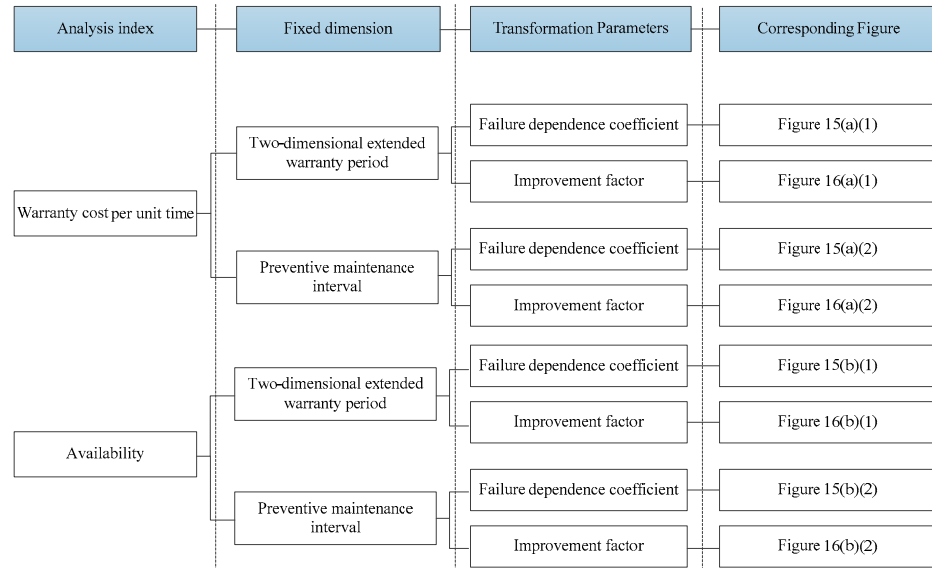 Analysis index
Fixed dimension
Transformation Parameters
Corresponding Figure
Warranty cost per unit time
Two-dimensional extended
warranty period
Failure dependence coefficient
Figure 15(a)(1)
Improvement factor
Figure 16(a)(1)
Preventive maintenance
interval
Failure dependence coefficient
Figure 15(a)(2)
Improvement factor
Figure 16(a)(2)
Availability
Two-dimensional extended
warranty period
Failure dependence coefficient
Figure 15(b)(1)
Improvement factor
Figure 16(b)(1)
Preventive maintenance
interval
Failure dependence coefficient
Figure 15(b)(2)
Improvement factor
Figure 16(b)(2)